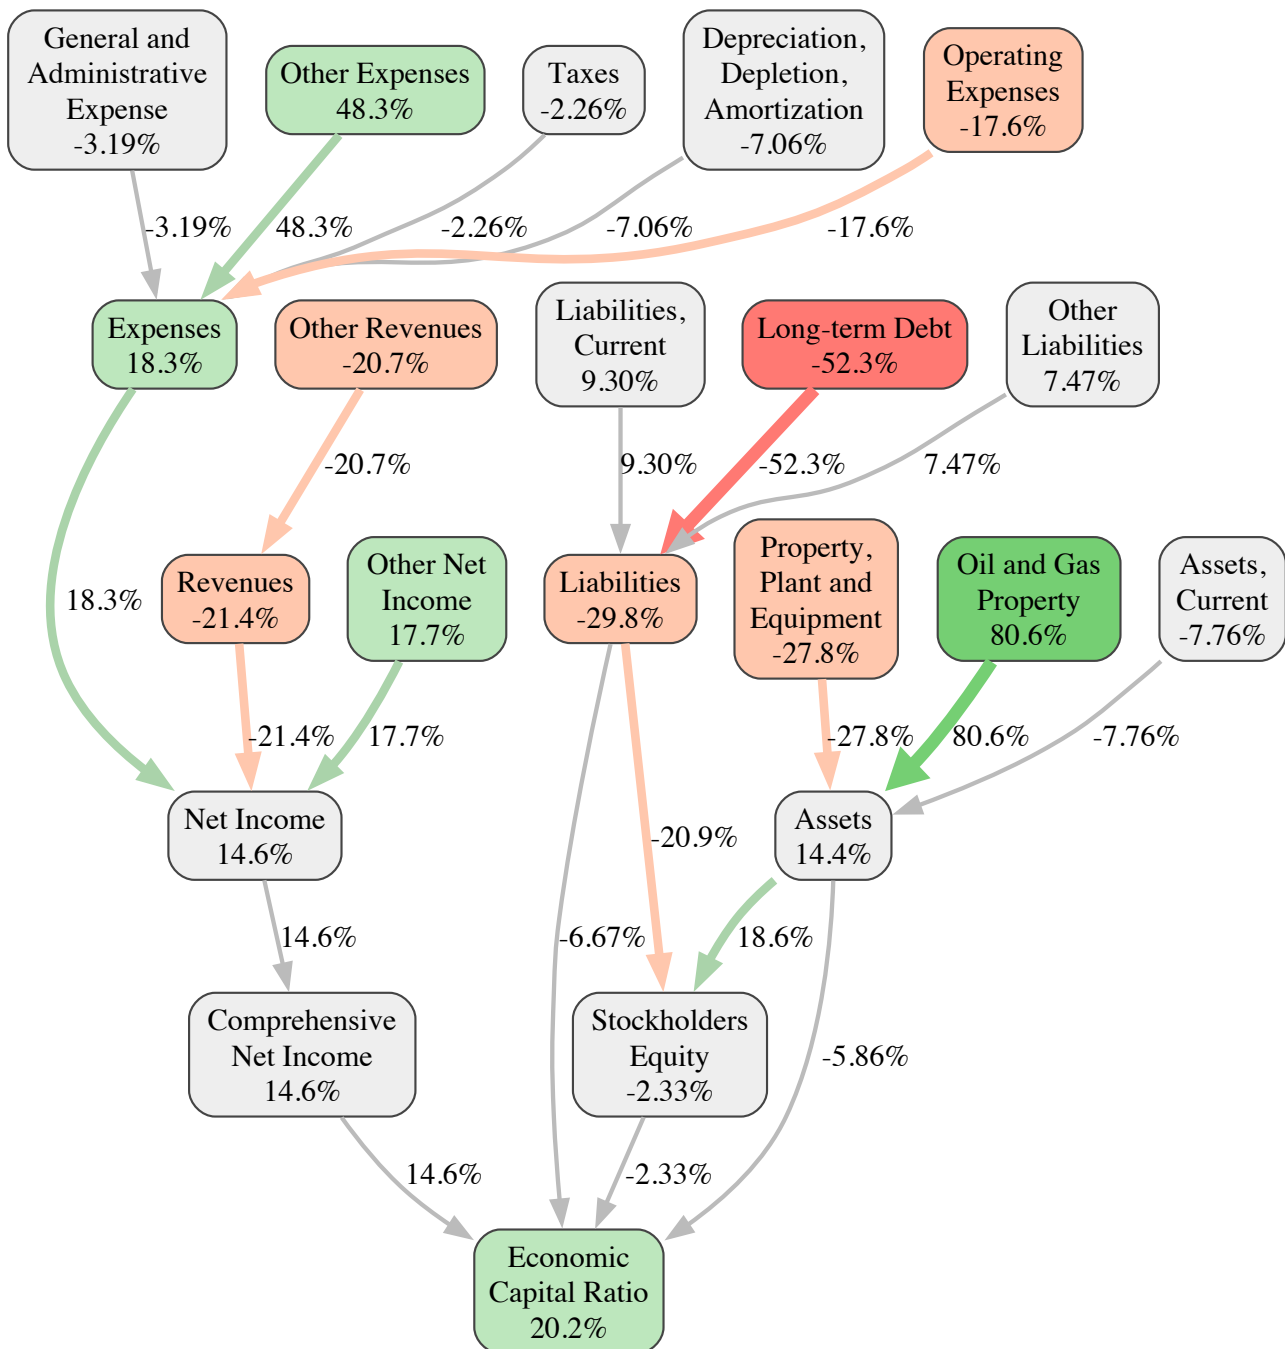 General and
Administrative
Expense
-3.19%
Other Expenses
48.3%
Taxes
-2.26%
Depreciation,
Depletion,
Amortization
-7.06%
Operating
Expenses
-17.6%
-3.19%
48.3%
-2.26%
-7.06%
-17.6%
Expenses
18.3%
Other Revenues
-20.7%
Liabilities,
Current
9.30%
Long-term Debt
-52.3%
Other
Liabilities
7.47%
-20.7%
9.30%
-52.3%
7.47%
18.3%
Revenues
-21.4%
Other Net
Income
17.7%
Liabilities
-29.8%
Property,
Plant and
Equipment
-27.8%
Oil and Gas
Property
80.6%
Assets,
Current
-7.76%
-21.4%
17.7%
-27.8%
80.6%
-7.76%
Net Income
14.6%
-20.9%
Assets
14.4%
14.6%
-6.67%
18.6%
Comprehensive
Net Income
14.6%
Stockholders
Equity
-2.33%
-5.86%
14.6%
-2.33%
Economic
Capital Ratio
20.2%